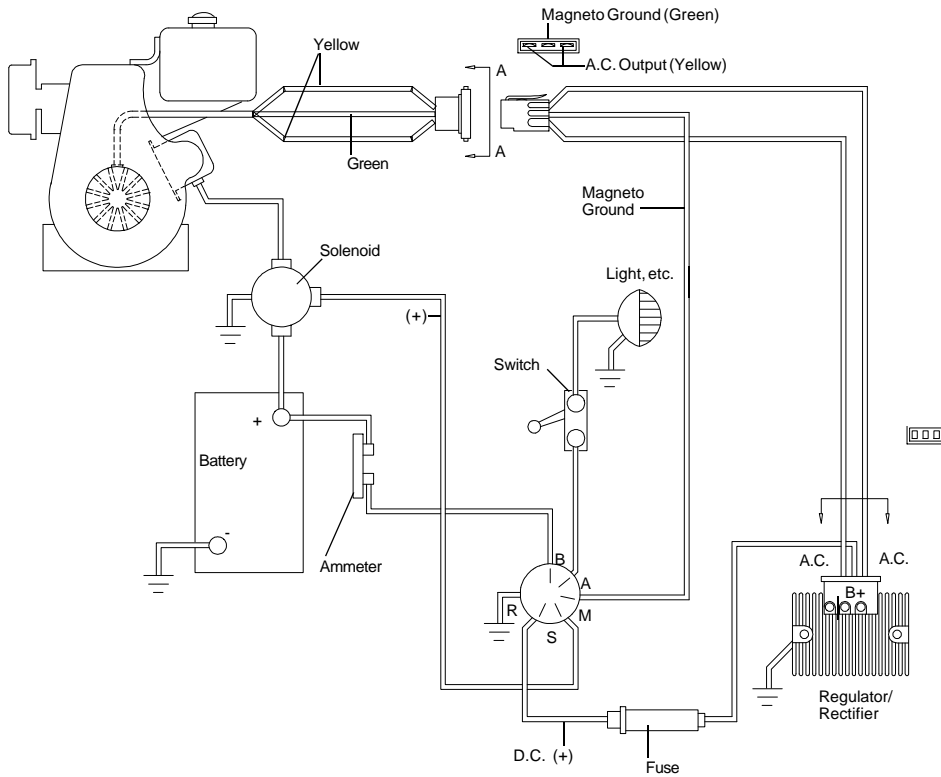 Magneto Ground (Green)
Yellow
A
A.C. Output (Yellow)
A
Green
Magneto
Ground
Solenoid
Light, etc.
(+)
Switch
+
Battery
-
Ammeter
B
A
R
M
S
A.C.
A.C.
B+
Regulator/
Rectifier
D.C. (+)
Fuse